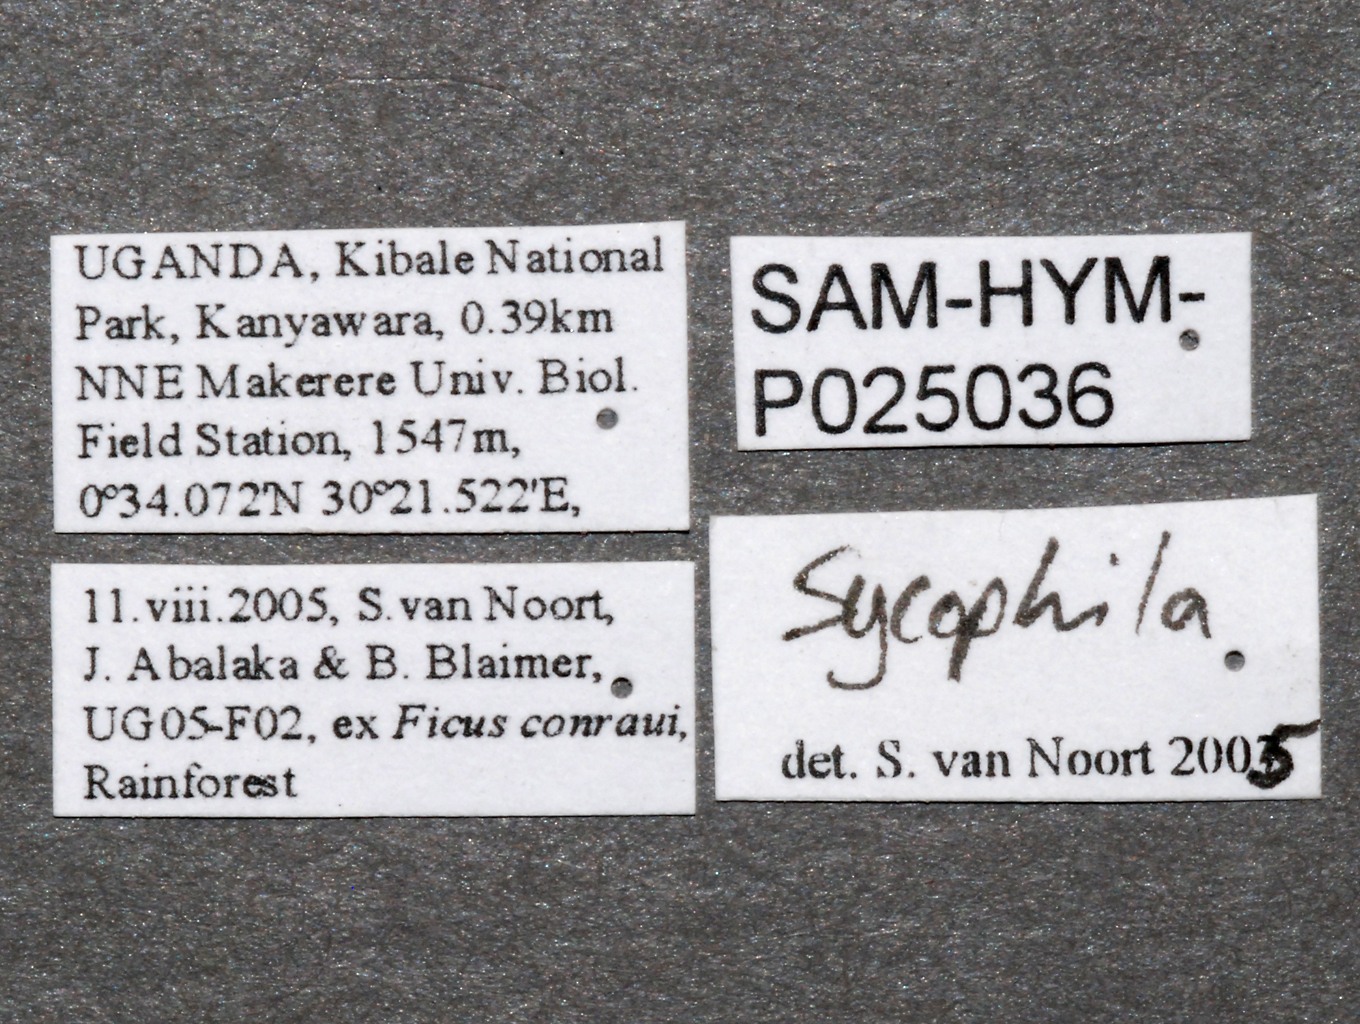 UGANDA, Kibale National
Park, Kanyawara, 0.39km
NNE Makerere Univ. Biol.
Field Station, 1547m,
0°34.072'N 30°21.522'E,
11.viii.2005, S. van Noort,
J. Abalaka & B. Blaimer,
UG05-F02, ex Ficus conraui,
Rainforest
SAM-HYM-
P025036
Sycophila
det. S. van Noort 2005